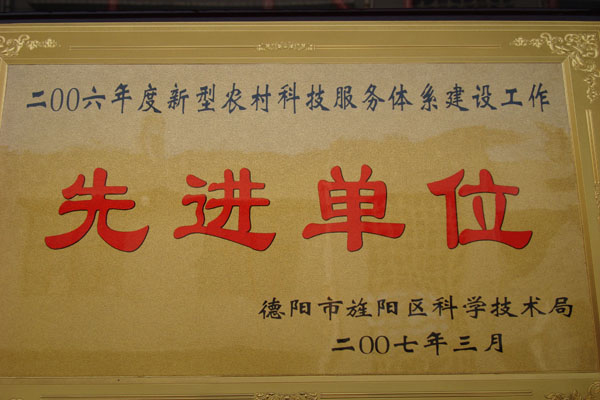 二00六年度新型农村科技服务体系建设工作
先进单位
德阳市旌阳区科学技术局
二00七年三月